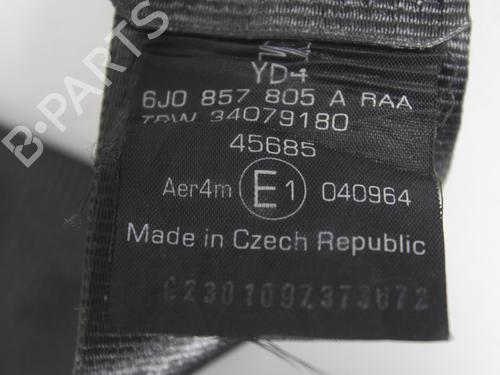 YD4
6J0 857 805 A RAA
TRW 34079180
45685
Aer4m E1 040964
Made in Czech Republic
B-PARTS